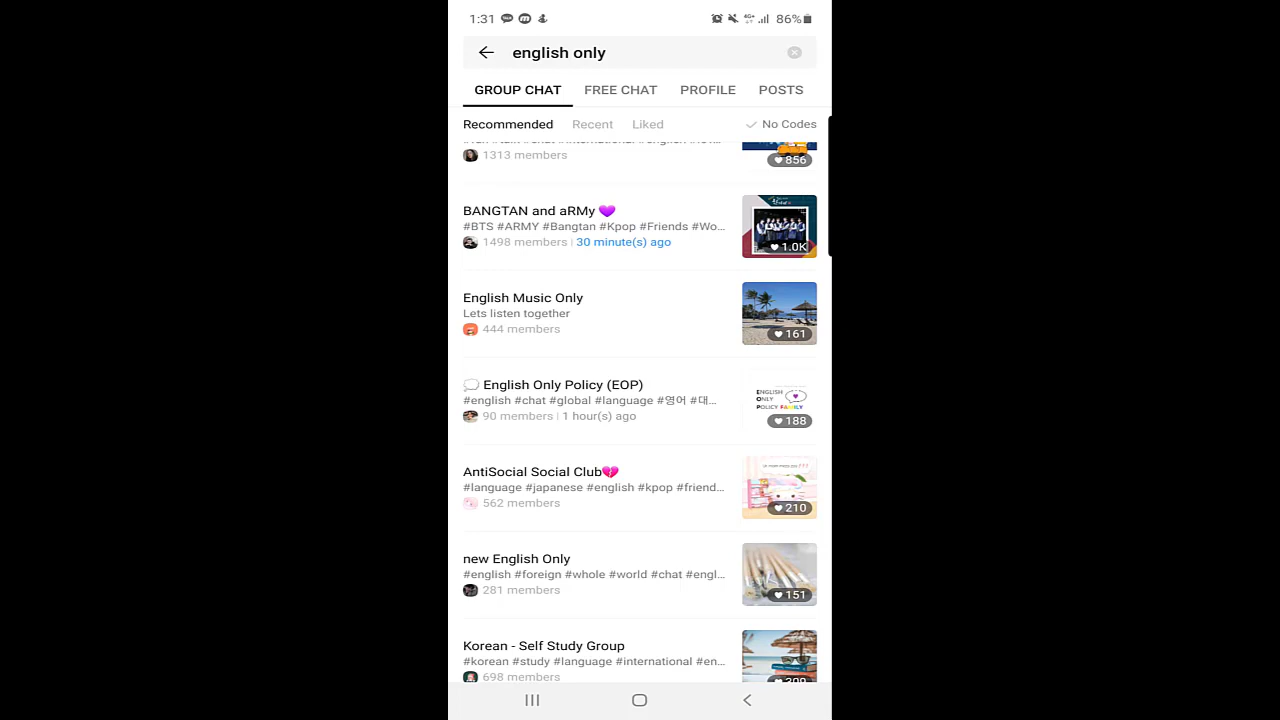 1:31
4G+ 86%
english only
GROUP CHAT FREE CHAT PROFILE POSTS
Recommended Recent Liked No Codes
1313 members
856
BANGTAN and aRMy 💜
#BTS #ARMY #Bangtan #Kpop #Friends #Wo...
1498 members | 30 minute(s) ago
1.0K
English Music Only
Lets listen together
444 members
161
💭 English Only Policy (EOP)
#english #chat #global #language #영어 #대...
90 members | 1 hour(s) ago
ENGLISH
ONLY
POLICY FAMILY
188
AntiSocial Social Club💔
#language #japanese #english #kpop #friend...
562 members
210
new English Only
#english #foreign #whole #world #chat #engl...
281 members
151
Korean - Self Study Group
#korean #study #language #international #en...
698 members